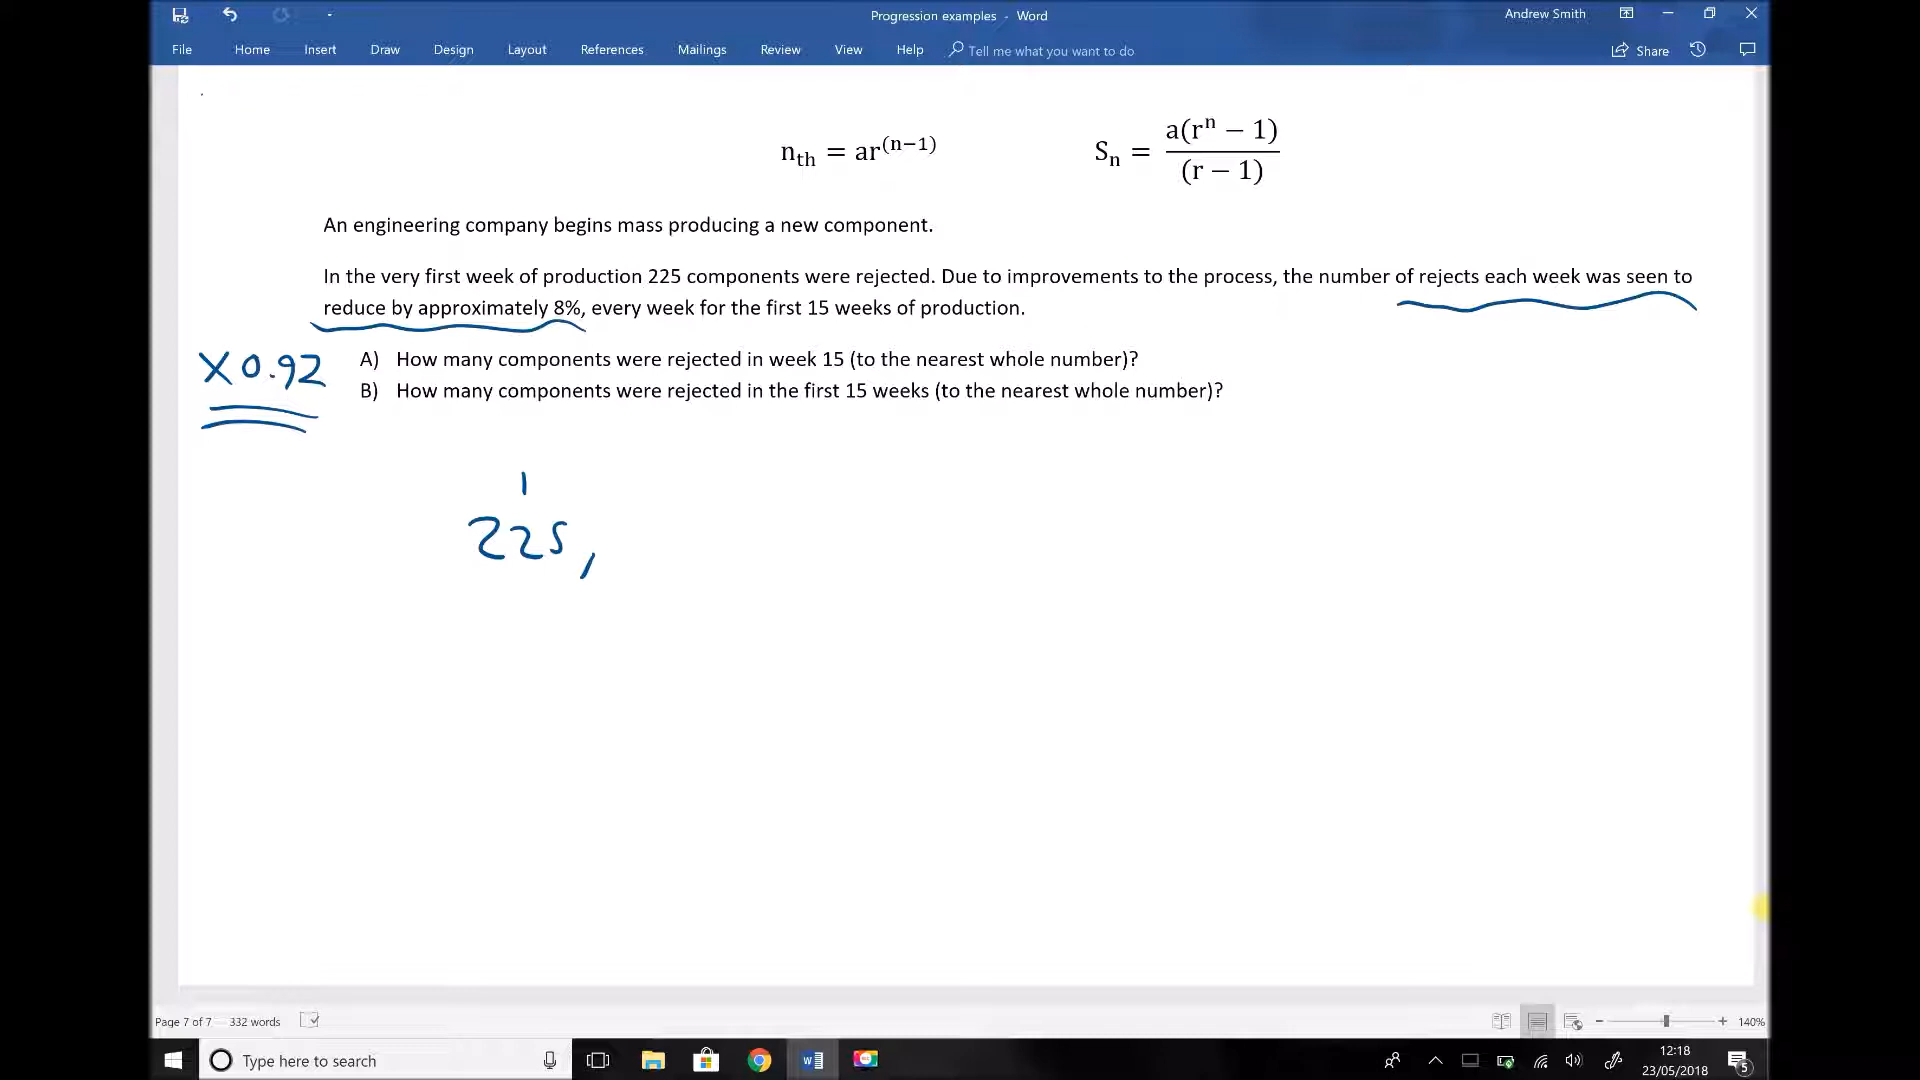 Progression examples - Word
Andrew Smith
File Home Insert Draw Design Layout References Mailings Review View Help Tell me what you want to do Share
nth = ar(n−1)
Sn = a(rn − 1) / (r − 1)
An engineering company begins mass producing a new component.
In the very first week of production 225 components were rejected. Due to improvements to the process, the number of rejects each week was seen to
reduce by approximately 8%, every week for the first 15 weeks of production.
×0.92
A) How many components were rejected in week 15 (to the nearest whole number)?
B) How many components were rejected in the first 15 weeks (to the nearest whole number)?
1
225,
Page 7 of 7 332 words
140%
Type here to search
12:18
23/05/2018
5